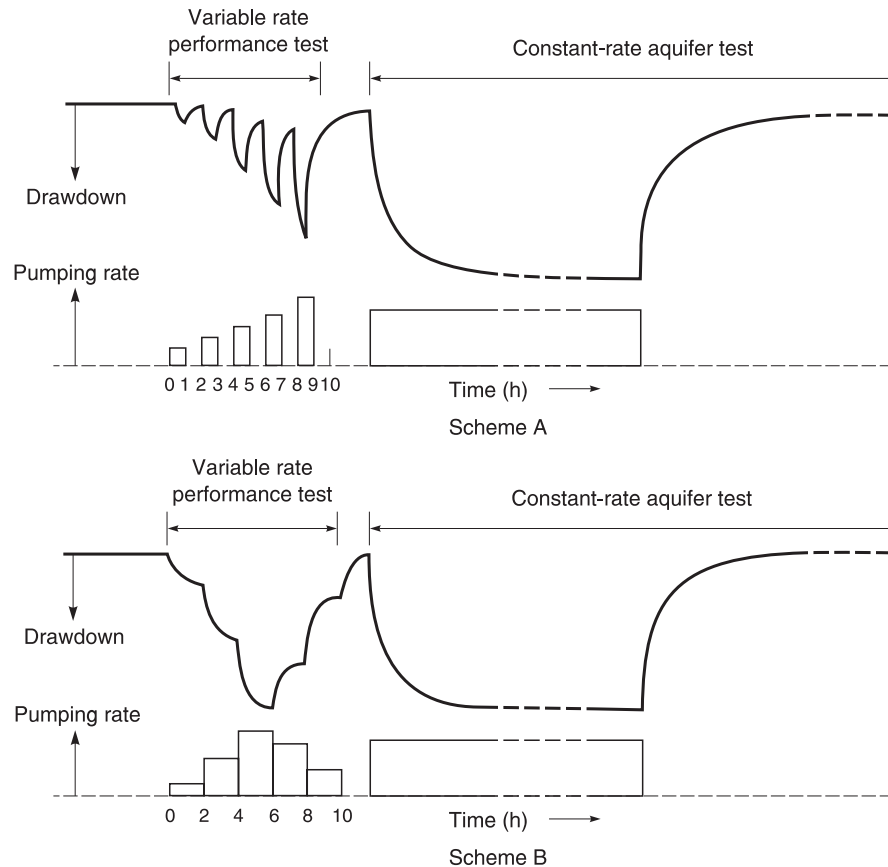 Variable rate
performance test
Constant-rate aquifer test
Drawdown
Pumping rate
0 1 2 3 4 5 6 7 8 9 10
Time (h)
Scheme A
Variable rate
performance test
Constant-rate aquifer test
Drawdown
Pumping rate
0 2 4 6 8 10
Time (h)
Scheme B